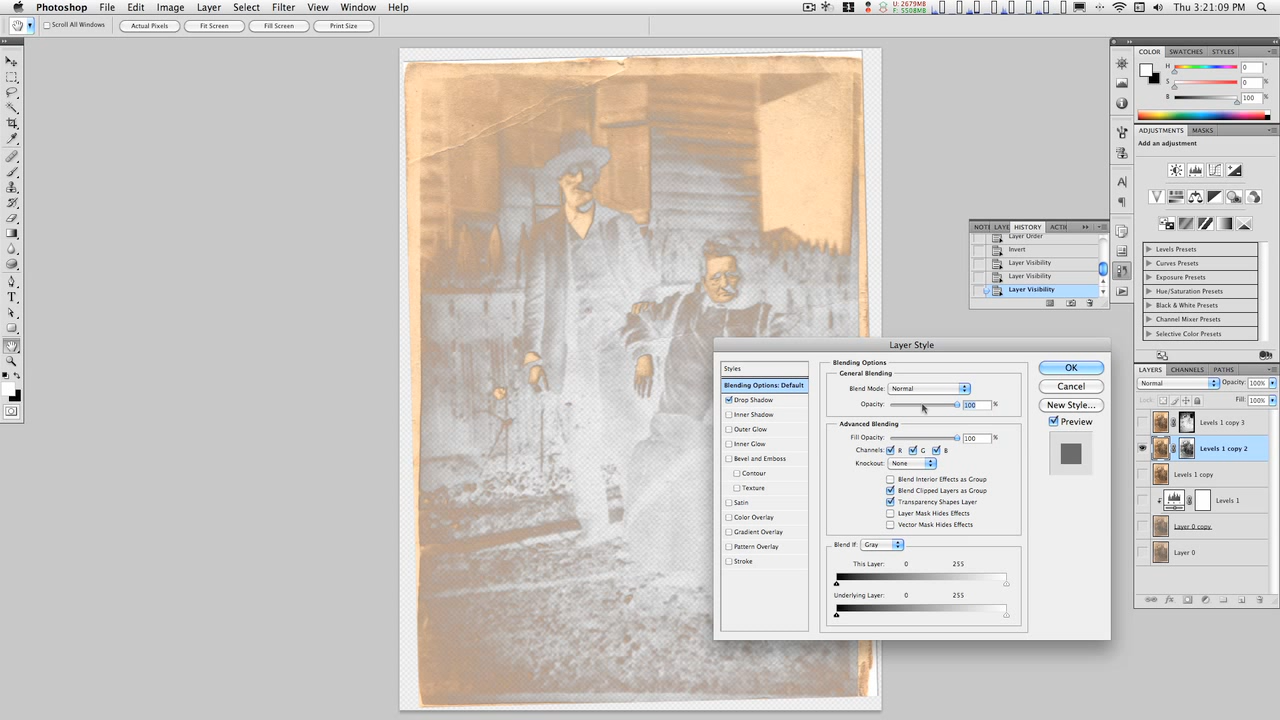 Photoshop File Edit Image Layer Select Filter View Window Help
U: 2679MB
F: 5508MB
Thu 3:21:09 PM
Scroll All Windows Actual Pixels Fit Screen Fill Screen Print Size
COLOR SWATCHES STYLES
H 0 °
S 0 %
B 100 %
ADJUSTMENTS MASKS
Add an adjustment
Levels Presets
Curves Presets
Exposure Presets
Hue/Saturation Presets
Black & White Presets
Channel Mixer Presets
Selective Color Presets
NOTE LAYE HISTORY ACTIO
Layer Order
Invert
Layer Visibility
Layer Visibility
Layer Visibility
LAYERS CHANNELS PATHS
Normal Opacity: 100%
Lock: Fill: 100%
Levels 1 copy 3
Levels 1 copy 2
Levels 1 copy
Levels 1
Layer 0 copy
Layer 0
Layer Style
Styles
Blending Options: Default
Drop Shadow
Inner Shadow
Outer Glow
Inner Glow
Bevel and Emboss
Contour
Texture
Satin
Color Overlay
Gradient Overlay
Pattern Overlay
Stroke
Blending Options
General Blending
Blend Mode: Normal
Opacity: 100 %
Advanced Blending
Fill Opacity: 100 %
Channels: R G B
Knockout: None
Blend Interior Effects as Group
Blend Clipped Layers as Group
Transparency Shapes Layer
Layer Mask Hides Effects
Vector Mask Hides Effects
Blend If: Gray
This Layer: 0 255
Underlying Layer: 0 255
OK
Cancel
New Style...
Preview